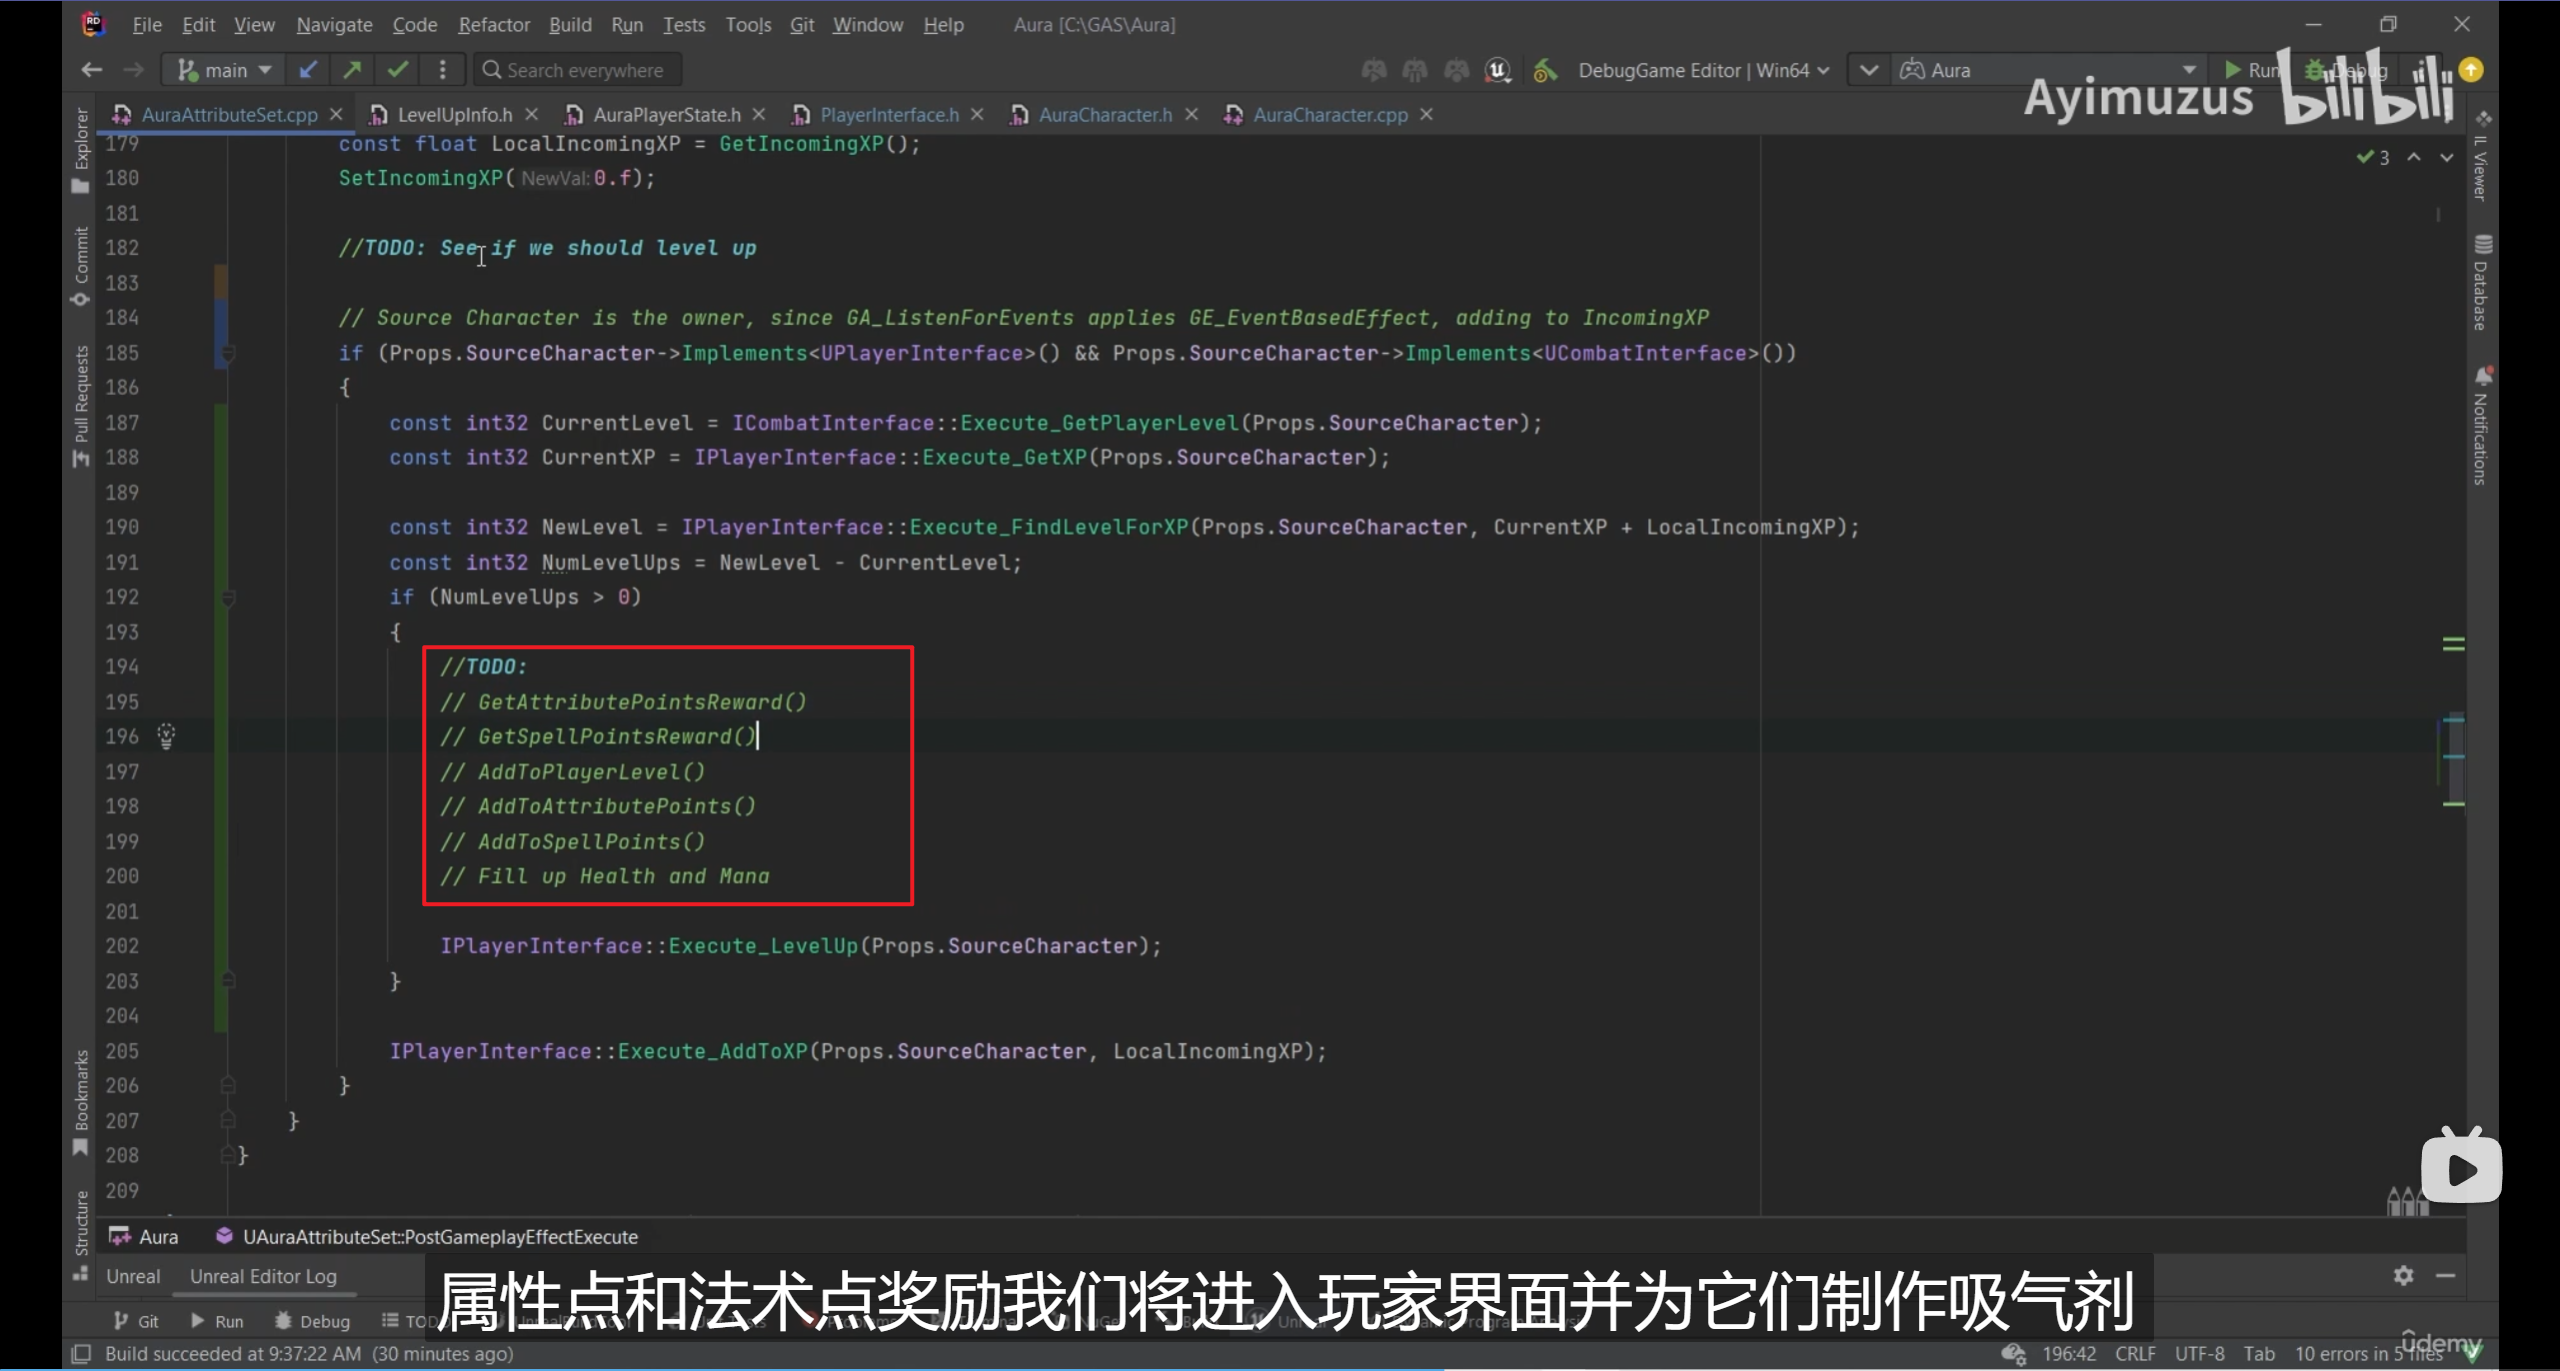 File Edit View Navigate Code Refactor Build Run Tests Tools Git Window Help Aura [C:\GAS\Aura]
main Search everywhere DebugGame Editor | Win64 Aura Run Debug
Ayimuzus bilibili
AuraAttributeSet.cpp LevelUpInfo.h AuraPlayerState.h PlayerInterface.h AuraCharacter.h AuraCharacter.cpp
Explorer
Commit
Pull Requests
Bookmarks
Structure
IL Viewer
Database
Notifications
3
179 const float LocalIncomingXP = GetIncomingXP();
180 SetIncomingXP( NewVal: 0.f);
181
182 //TODO: See if we should level up
183
184 // Source Character is the owner, since GA_ListenForEvents applies GE_EventBasedEffect, adding to IncomingXP
185 if (Props.SourceCharacter->Implements<UPlayerInterface>() && Props.SourceCharacter->Implements<UCombatInterface>())
186 {
187 const int32 CurrentLevel = ICombatInterface::Execute_GetPlayerLevel(Props.SourceCharacter);
188 const int32 CurrentXP = IPlayerInterface::Execute_GetXP(Props.SourceCharacter);
189
190 const int32 NewLevel = IPlayerInterface::Execute_FindLevelForXP(Props.SourceCharacter, CurrentXP + LocalIncomingXP);
191 const int32 NumLevelUps = NewLevel - CurrentLevel;
192 if (NumLevelUps > 0)
193 {
194 //TODO:
195 // GetAttributePointsReward()
196 // GetSpellPointsReward()
197 // AddToPlayerLevel()
198 // AddToAttributePoints()
199 // AddToSpellPoints()
200 // Fill up Health and Mana
201
202 IPlayerInterface::Execute_LevelUp(Props.SourceCharacter);
203 }
204
205 IPlayerInterface::Execute_AddToXP(Props.SourceCharacter, LocalIncomingXP);
206 }
207 }
208 }
209
Aura UAuraAttributeSet::PostGameplayEffectExecute
Unreal Unreal Editor Log
属性点和法术点奖励我们将进入玩家界面并为它们制作吸气剂
Git Run Debug
Build succeeded at 9:37:22 AM (30 minutes ago) 196:42 CRLF UTF-8 Tab 10 errors in 5 files
udemy